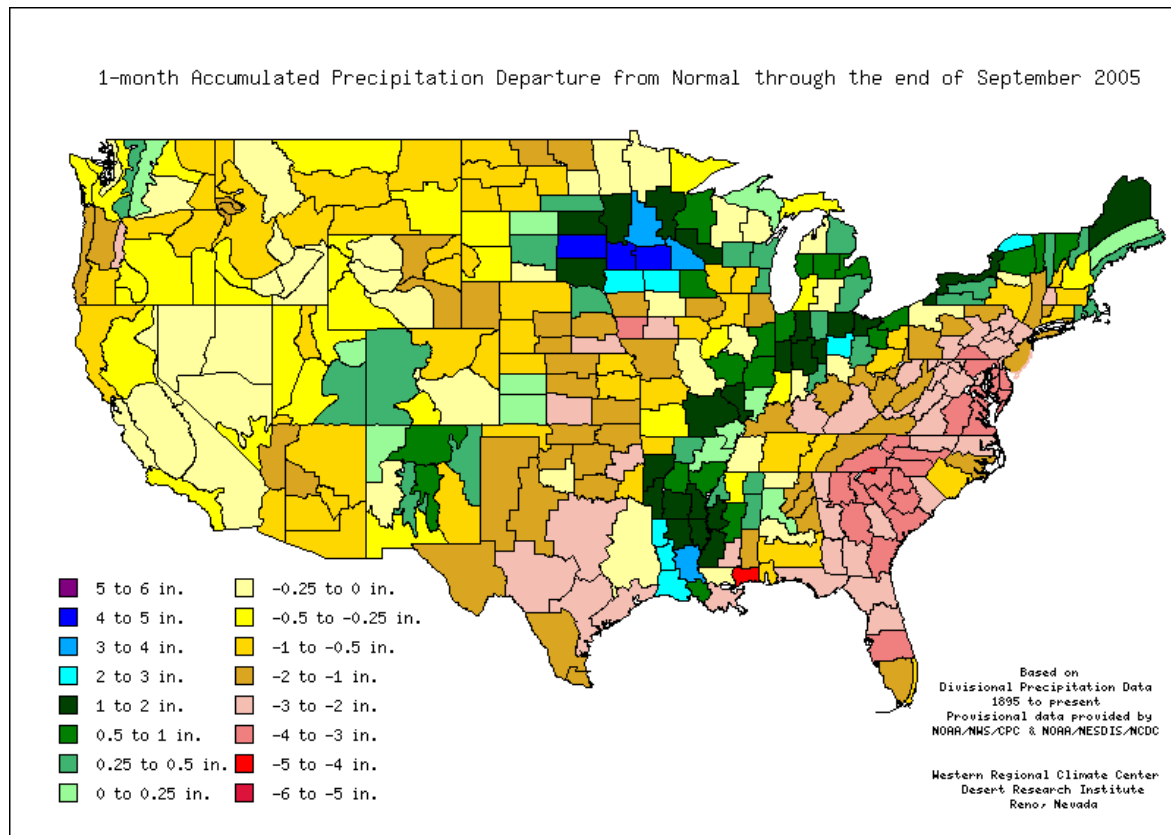 1-month Accumulated Precipitation Departure from Normal through the end of September 2005
5 to 6 in.
4 to 5 in.
3 to 4 in.
2 to 3 in.
1 to 2 in.
0.5 to 1 in.
0.25 to 0.5 in.
0 to 0.25 in.
-0.25 to 0 in.
-0.5 to -0.25 in.
-1 to -0.5 in.
-2 to -1 in.
-3 to -2 in.
-4 to -3 in.
-5 to -4 in.
-6 to -5 in.
Based on
Divisional Precipitation Data
1895 to present
Provisional data provided by
NOAA/NWS/CPC & NOAA/NESDIS/NCDC
Western Regional Climate Center
Desert Research Institute
Reno, Nevada